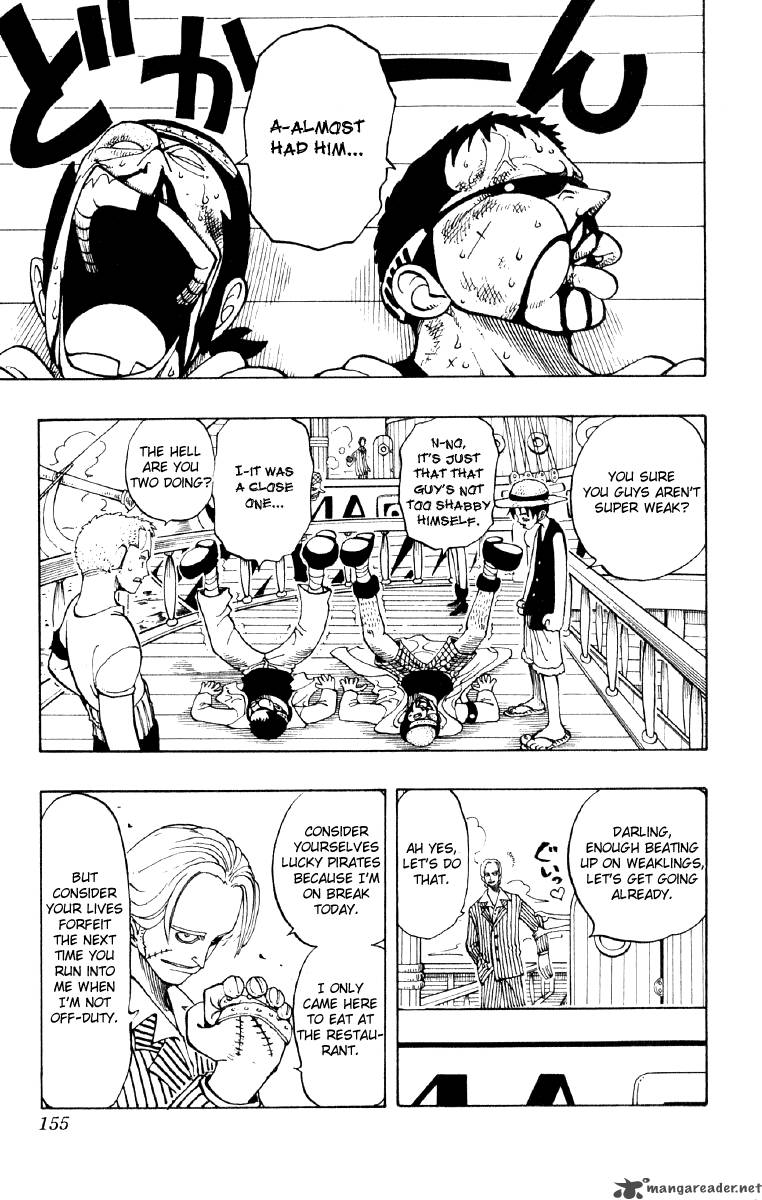 どかーん
A-ALMOST
HAD HIM...
YOU SURE
YOU GUYS AREN'T
SUPER WEAK?
N-NO,
IT'S JUST
THAT THAT
GUY'S NOT
TOO SHABBY
HIMSELF.
I-IT WAS
A CLOSE
ONE...
THE HELL
ARE YOU
TWO DOING?
MA
DARLING,
ENOUGH BEATING
UP ON WEAKLINGS,
LET'S GET GOING
ALREADY.
ぐいっ♡
AH YES,
LET'S DO
THAT.
CONSIDER
YOURSELVES
LUCKY PIRATES
BECAUSE I'M
ON BREAK
TODAY.
I ONLY
CAME HERE
TO EAT AT
THE RESTAU-
RANT.
BUT
CONSIDER
YOUR LIVES
FORFEIT
THE NEXT
TIME YOU
RUN INTO
ME WHEN
I'M NOT
OFF-DUTY.
155
mangareader.net